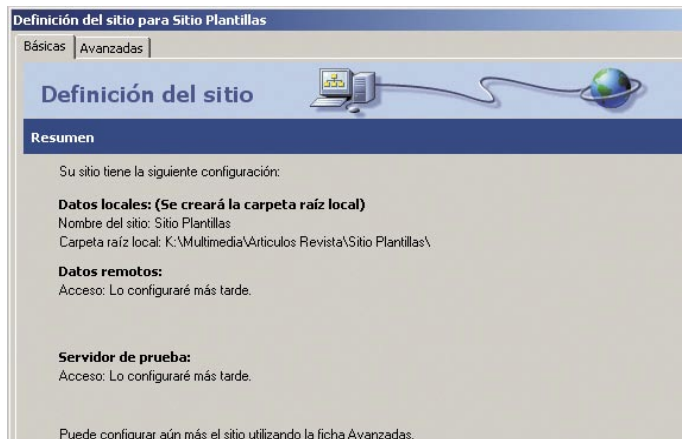 Definición del sitio para Sitio Plantillas
Básicas
Avanzadas
Definición del sitio
Resumen
Su sitio tiene la siguiente configuración:
Datos locales: (Se creará la carpeta raíz local)
Nombre del sitio: Sitio Plantillas
Carpeta raíz local: K:\Multimedia\Articulos Revista\Sitio Plantillas\
Datos remotos:
Acceso: Lo configuraré más tarde.
Servidor de prueba:
Acceso: Lo configuraré más tarde.
Puede configurar aún más el sitio utilizando la ficha Avanzadas.